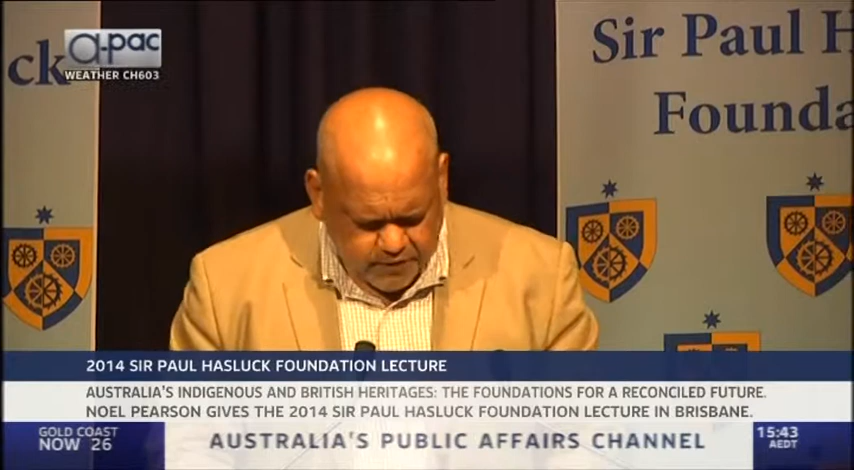 a-pac
WEATHER CH603
ck
Sir Paul H
Founda
2014 SIR PAUL HASLUCK FOUNDATION LECTURE
AUSTRALIA'S INDIGENOUS AND BRITISH HERITAGES: THE FOUNDATIONS FOR A RECONCILED FUTURE.
NOEL PEARSON GIVES THE 2014 SIR PAUL HASLUCK FOUNDATION LECTURE IN BRISBANE.
GOLD COAST
NOW 26
AUSTRALIA'S PUBLIC AFFAIRS CHANNEL
15:43
AEDT